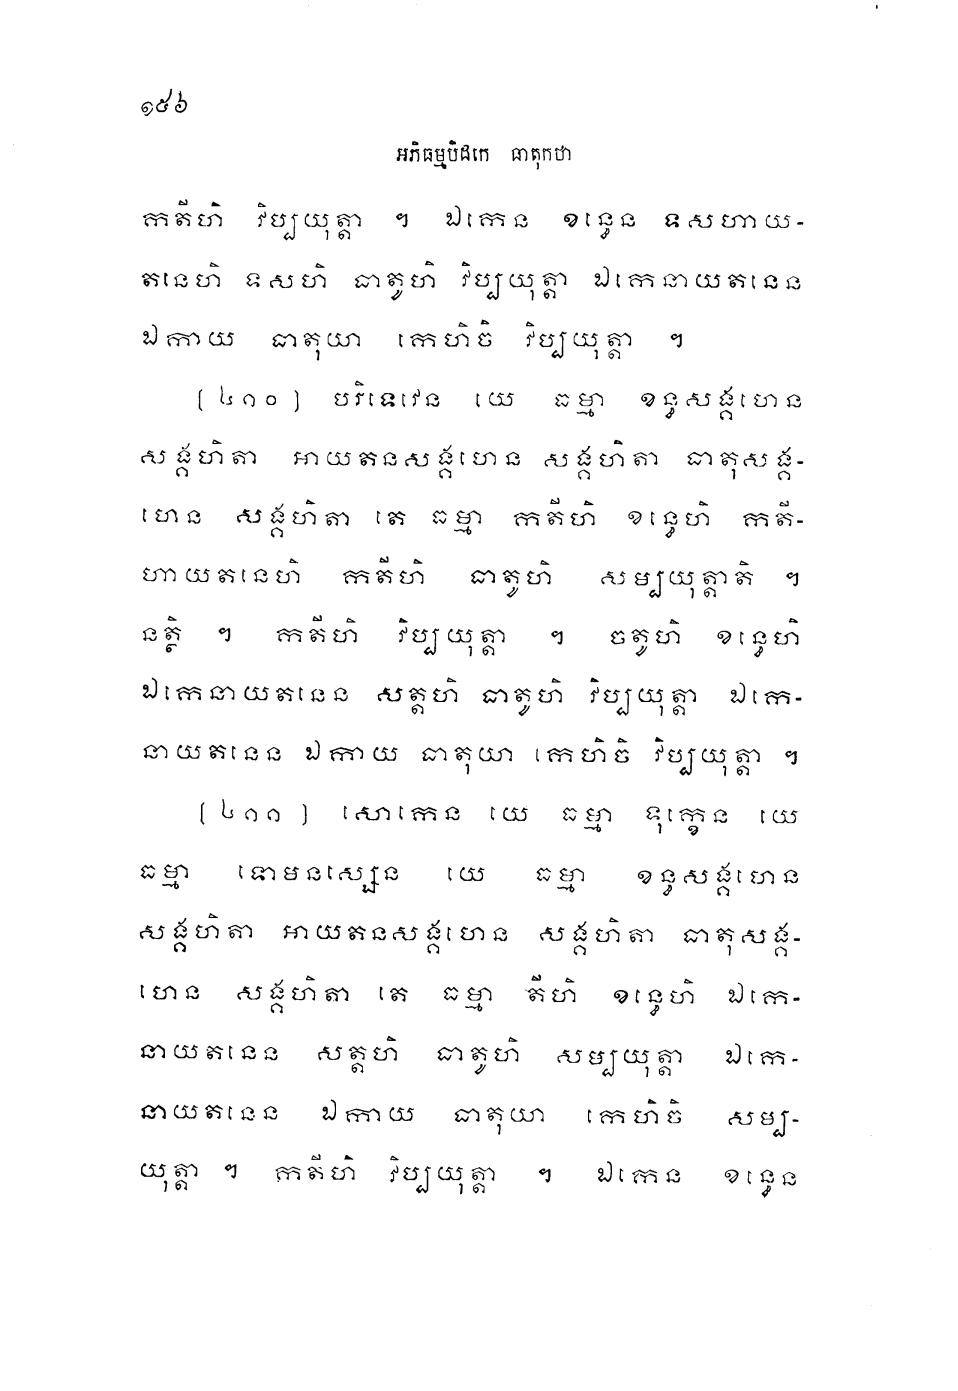 ១៥៦
អភិធម្មបិដកេ ធាតុកថា
កតីហិ វិប្បយុត្តា ។ ឯកេន ខន្ធេន ទសហាយ-
តនេហិ ទសហិ ធាតូហិ វិប្បយុត្តា ឯកេនាយតនេន
ឯកាយ ធាតុយា កេហិចិ វិប្បយុត្តា ។
(៤១០) បរិទេវេន យេ ធម្មា ខន្ធសង្គហេន
សង្គហិតា អាយតនសង្គហេន សង្គហិតា ធាតុសង្គ-
ហេន សង្គហិតា តេ ធម្មា កតីហិ ខន្ធេហិ កតី-
ហាយតនេហិ កតីហិ ធាតូហិ សម្បយុត្តាតិ ។
នត្ថិ ។ កតីហិ វិប្បយុត្តា ។ ចតូហិ ខន្ធេហិ
ឯកេនាយតនេន សត្តហិ ធាតូហិ វិប្បយុត្តា ឯកេ-
នាយតនេន ឯកាយ ធាតុយា កេហិចិ វិប្បយុត្តា ។
(៤១១) សោកេន យេ ធម្មា ទុក្ខេន យេ
ធម្មា ទោមនស្សេន យេ ធម្មា ខន្ធសង្គហេន
សង្គហិតា អាយតនសង្គហេន សង្គហិតា ធាតុសង្គ-
ហេន សង្គហិតា តេ ធម្មា តីហិ ខន្ធេហិ ឯកេ-
នាយតនេន សត្តហិ ធាតូហិ សម្បយុត្តា ឯកេ-
នាយតនេន ឯកាយ ធាតុយា កេហិចិ សម្ប-
យុត្តា ។ កតីហិ វិប្បយុត្តា ។ ឯកេន ខន្ធេន